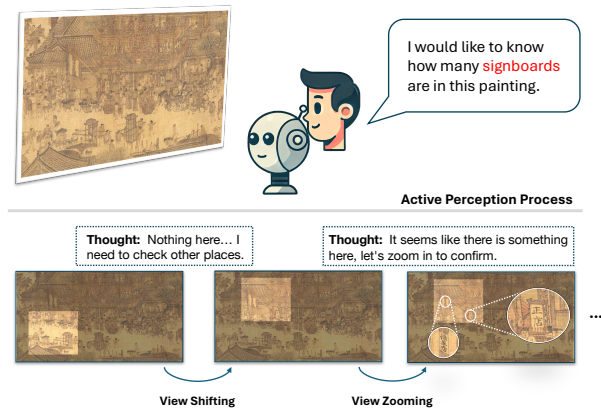 I would like to know
how many signboards
are in this painting.
Active Perception Process
Thought: Nothing here... I
need to check other places.
Thought: It seems like there is something
here, let's zoom in to confirm.
...
View Shifting
View Zooming